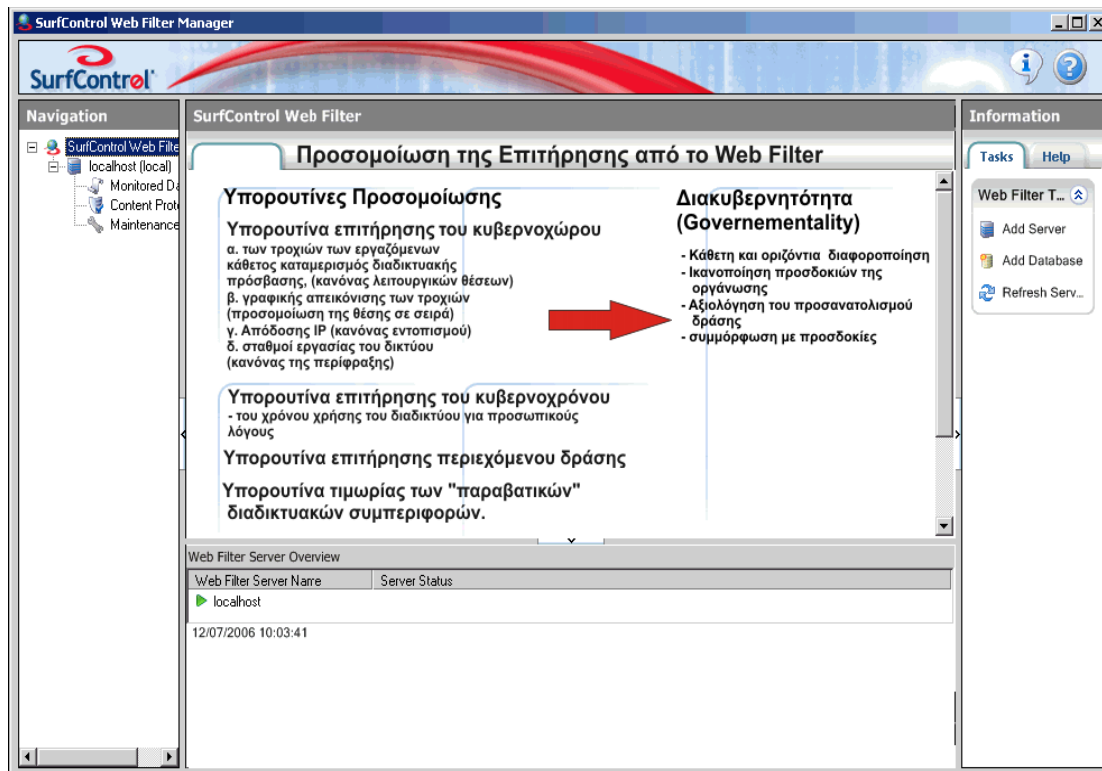 SurfControl Web Filter Manager
SurfControl
Navigation
SurfControl Web Filte
localhost (local)
Monitored Da
Content Prote
Maintenance
SurfControl Web Filter
Προσομοίωση της Επιτήρησης από το Web Filter
Υπορουτίνες Προσομοίωσης
Υπορουτίνα επιτήρησης του κυβερνοχώρου
α. των τροχιών των εργαζόμενων
κάθετος καταμερισμός διαδικτυακής
πρόσβασης, (κανόνας λειτουργικών θέσεων)
β. γραφικής απεικόνισης των τροχιών
(προσομοίωση της θέσης σε σειρά)
γ. Απόδοσης IP (κανόνας εντοπισμού)
δ. σταθμοί εργασίας του δικτύου
(κανόνας της περίφραξης)
Υπορουτίνα επιτήρησης του κυβερνοχρόνου
- του χρόνου χρήσης του διαδικτύου για προσωπικούς
λόγους
Υπορουτίνα επιτήρησης περιεχόμενου δράσης
Υπορουτίνα τιμωρίας των "παραβατικών"
διαδικτυακών συμπεριφορών.
Διακυβερνητότητα
(Governementality)
- Κάθετη και οριζόντια διαφοροποίηση
- Ικανοποίηση προσδοκιών της
οργάνωσης
- Αξιολόγηση του προσανατολισμού
δράσης
- συμμόρφωση με προσδοκίες
Web Filter Server Overview
Web Filter Server Name Server Status
localhost
12/07/2006 10:03:41
Information
Tasks Help
Web Filter T...
Add Server
Add Database
Refresh Serv...